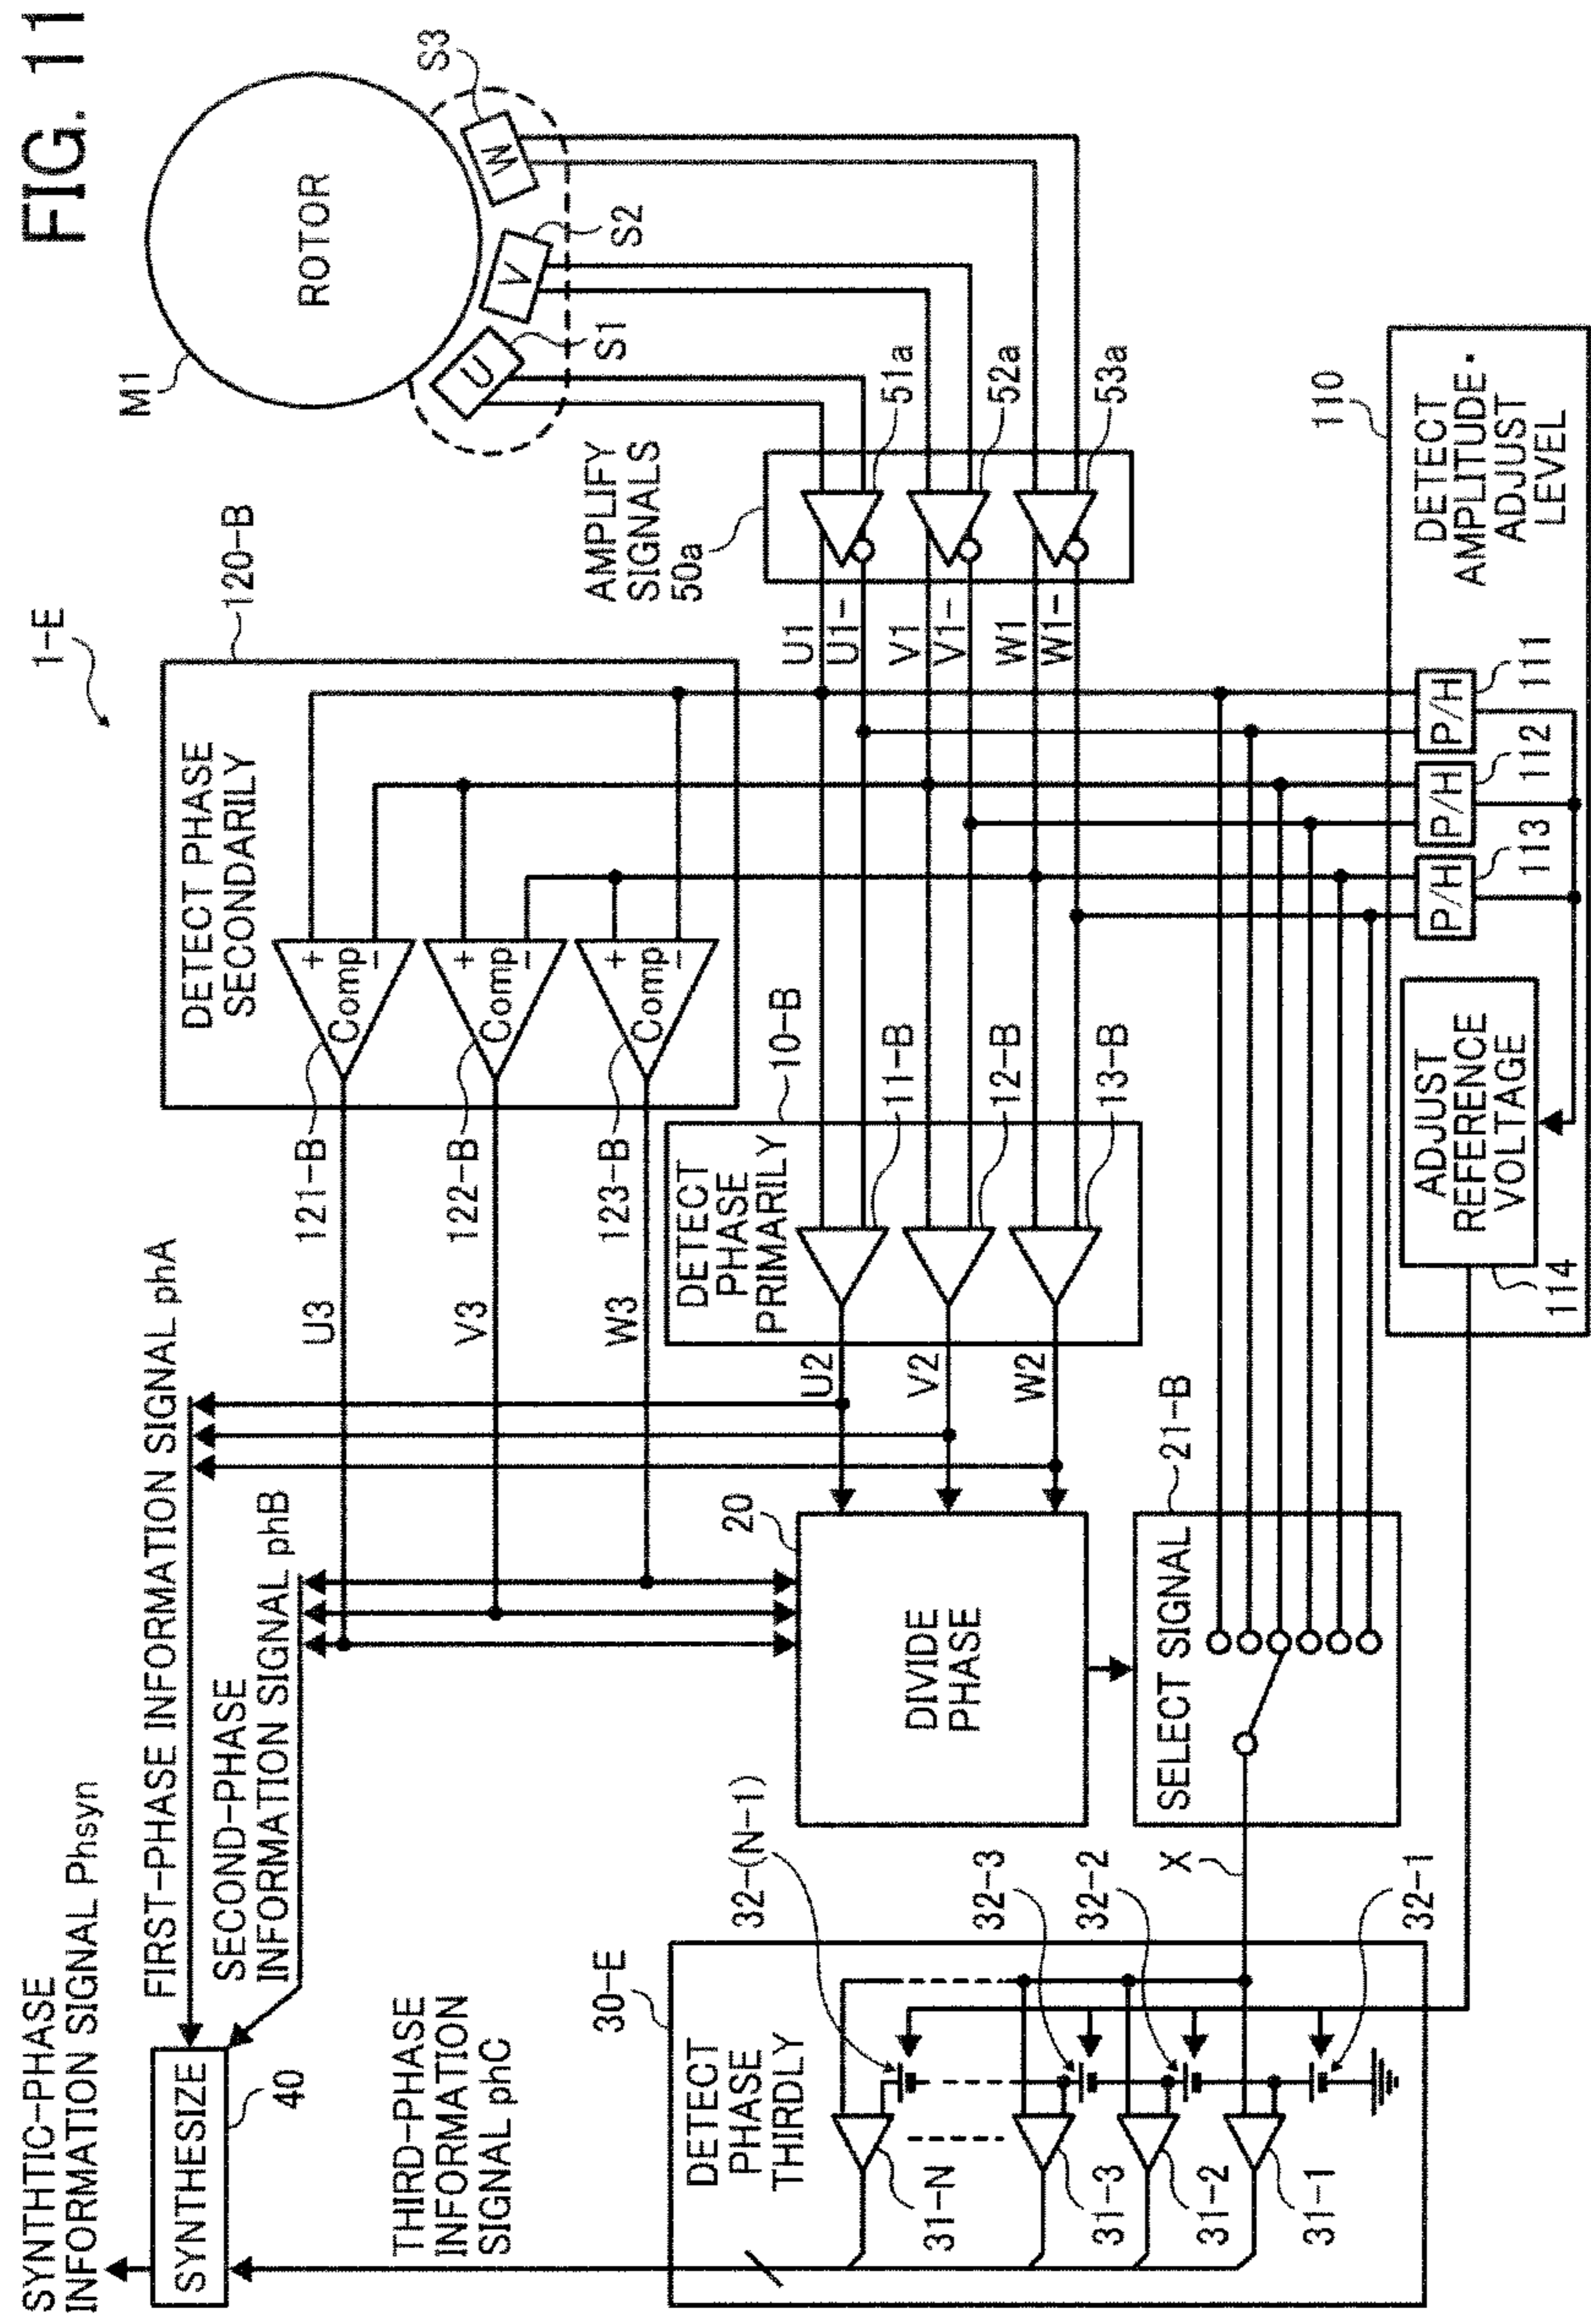 FIG. 11
1-E
M1
ROTOR
U
V
W
S1
S2
S3
AMPLIFY
SIGNALS
50a
51a
52a
53a
120-B
DETECT PHASE
SECONDARILY
+
Comp
−
+
Comp
−
+
Comp
−
121-B
122-B
123-B
U1
U1-
V1
V1-
W1
W1-
10-B
DETECT
PHASE
PRIMARILY
11-B
12-B
13-B
110
DETECT
AMPLITUDE・
ADJUST
LEVEL
P/H
P/H
P/H
111
112
113
ADJUST
REFERENCE
VOLTAGE
114
U3
V3
W3
U2
V2
W2
FIRST-PHASE INFORMATION SIGNAL phA
SECOND-PHASE
INFORMATION SIGNAL phB
20
DIVIDE
PHASE
21-B
SELECT SIGNAL
X
SYNTHTIC-PHASE
INFORMATION SIGNAL Phsyn
SYNTHESIZE
40
THIRD-PHASE
INFORMATION
SIGNAL phC
30-E
DETECT
PHASE
THIRDLY
32-(N-1)
32-3
32-2
32-1
31-N
31-3
31-2
31-1